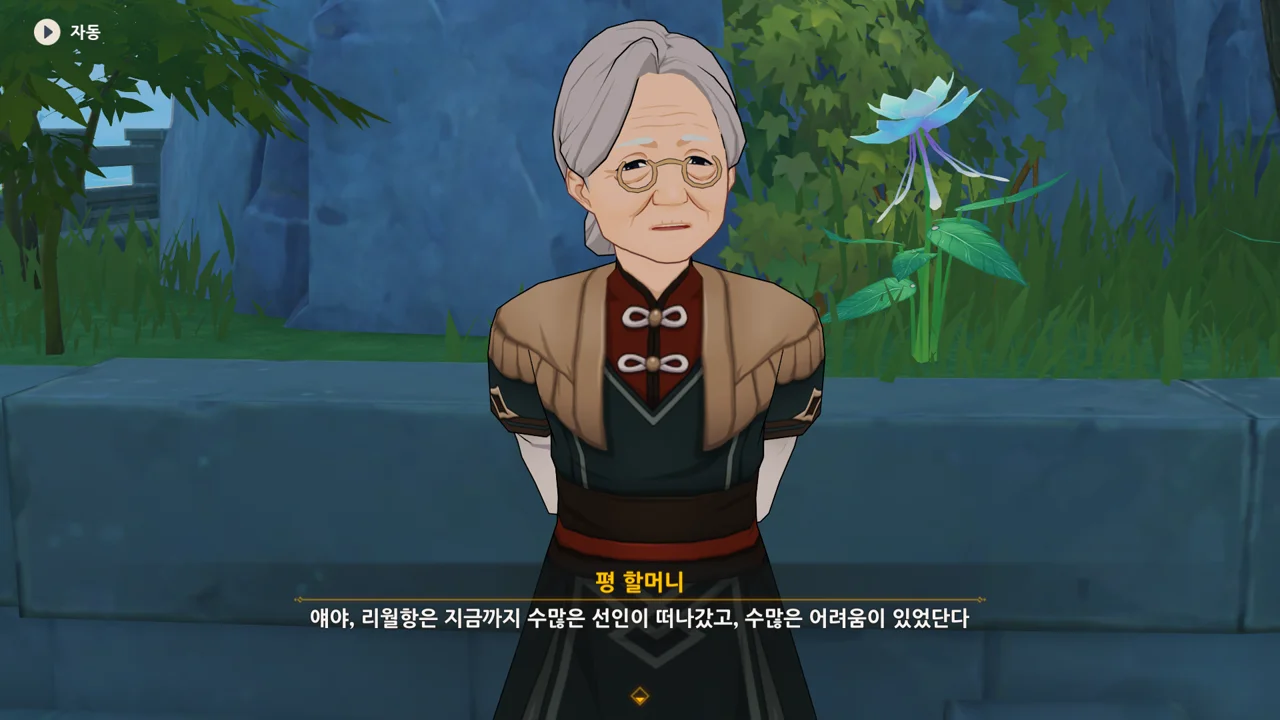 자동
평 할머니
얘야, 리월항은 지금까지 수많은 선인이 떠나갔고, 수많은 어려움이 있었단다